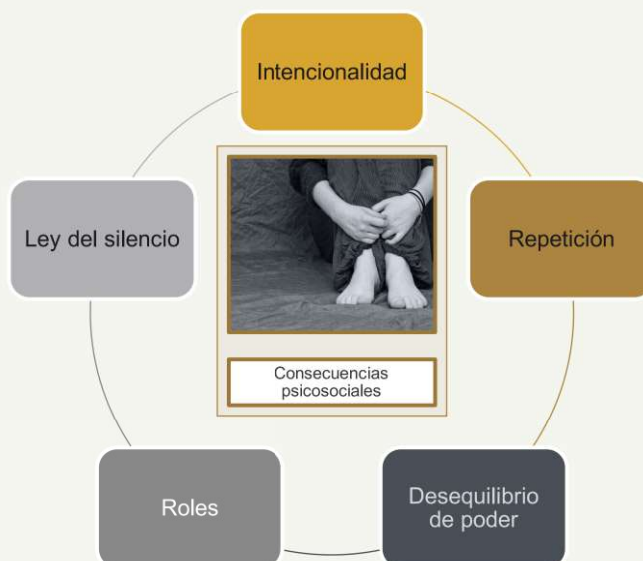 Intencionalidad
Ley del silencio
Repetición
Consecuencias
psicosociales
Roles
Desequilibrio
de poder